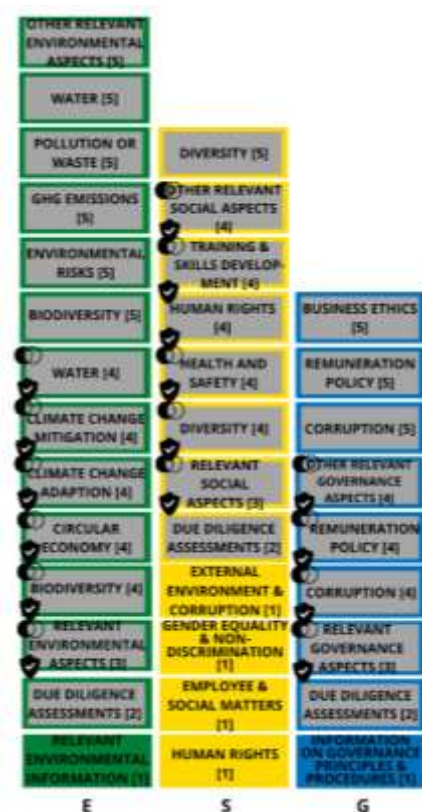 OTHER RELEVANT
ENVIRONMENTAL
ASPECTS [5]
WATER [5]
POLLUTION OR
WASTE [5]
GHG EMISSIONS
[5]
ENVIRONMENTAL
RISKS [5]
BIODIVERSITY [5]
WATER [4]
CLIMATE CHANGE
MITIGATION [4]
CLIMATE CHANGE
ADAPTION [4]
CIRCULAR
ECONOMY [4]
BIODIVERSITY [4]
RELEVANT
ENVIRONMENTAL
ASPECTS [3]
DUE DILIGENCE
ASSESSMENTS [2]
RELEVANT
ENVIRONMENTAL
INFORMATION [1]
E
DIVERSITY [5]
OTHER RELEVANT
SOCIAL ASPECTS
[4]
TRAINING &
SKILLS DEVELOP-
MENT [4]
HUMAN RIGHTS
[4]
HEALTH AND
SAFETY [4]
DIVERSITY [4]
RELEVANT
SOCIAL
ASPECTS [3]
DUE DILIGENCE
ASSESSMENTS [2]
EXTERNAL
ENVIRONMENT &
CORRUPTION [1]
GENDER EQUALITY
& NON-
DISCRIMINATION
[1]
EMPLOYEE &
SOCIAL MATTERS
[1]
HUMAN RIGHTS
[1]
S
BUSINESS ETHICS
[5]
REMUNERATION
POLICY [5]
CORRUPTION [5]
OTHER RELEVANT
GOVERNANCE
ASPECTS [4]
REMUNERATION
POLICY [4]
CORRUPTION [4]
RELEVANT
GOVERNANCE
ASPECTS [3]
DUE DILIGENCE
ASSESSMENTS [2]
INFORMATION
ON GOVERNANCE
PRINCIPLES &
PROCEDURES [1]
G